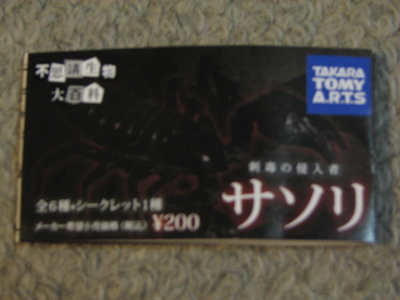 不思議生物
大百科
TAKARA
TOMY
A.R.T.S
刺毒の侵入者
サソリ
全6種+シークレット1種
メーカー希望小売価格(税込) ¥200